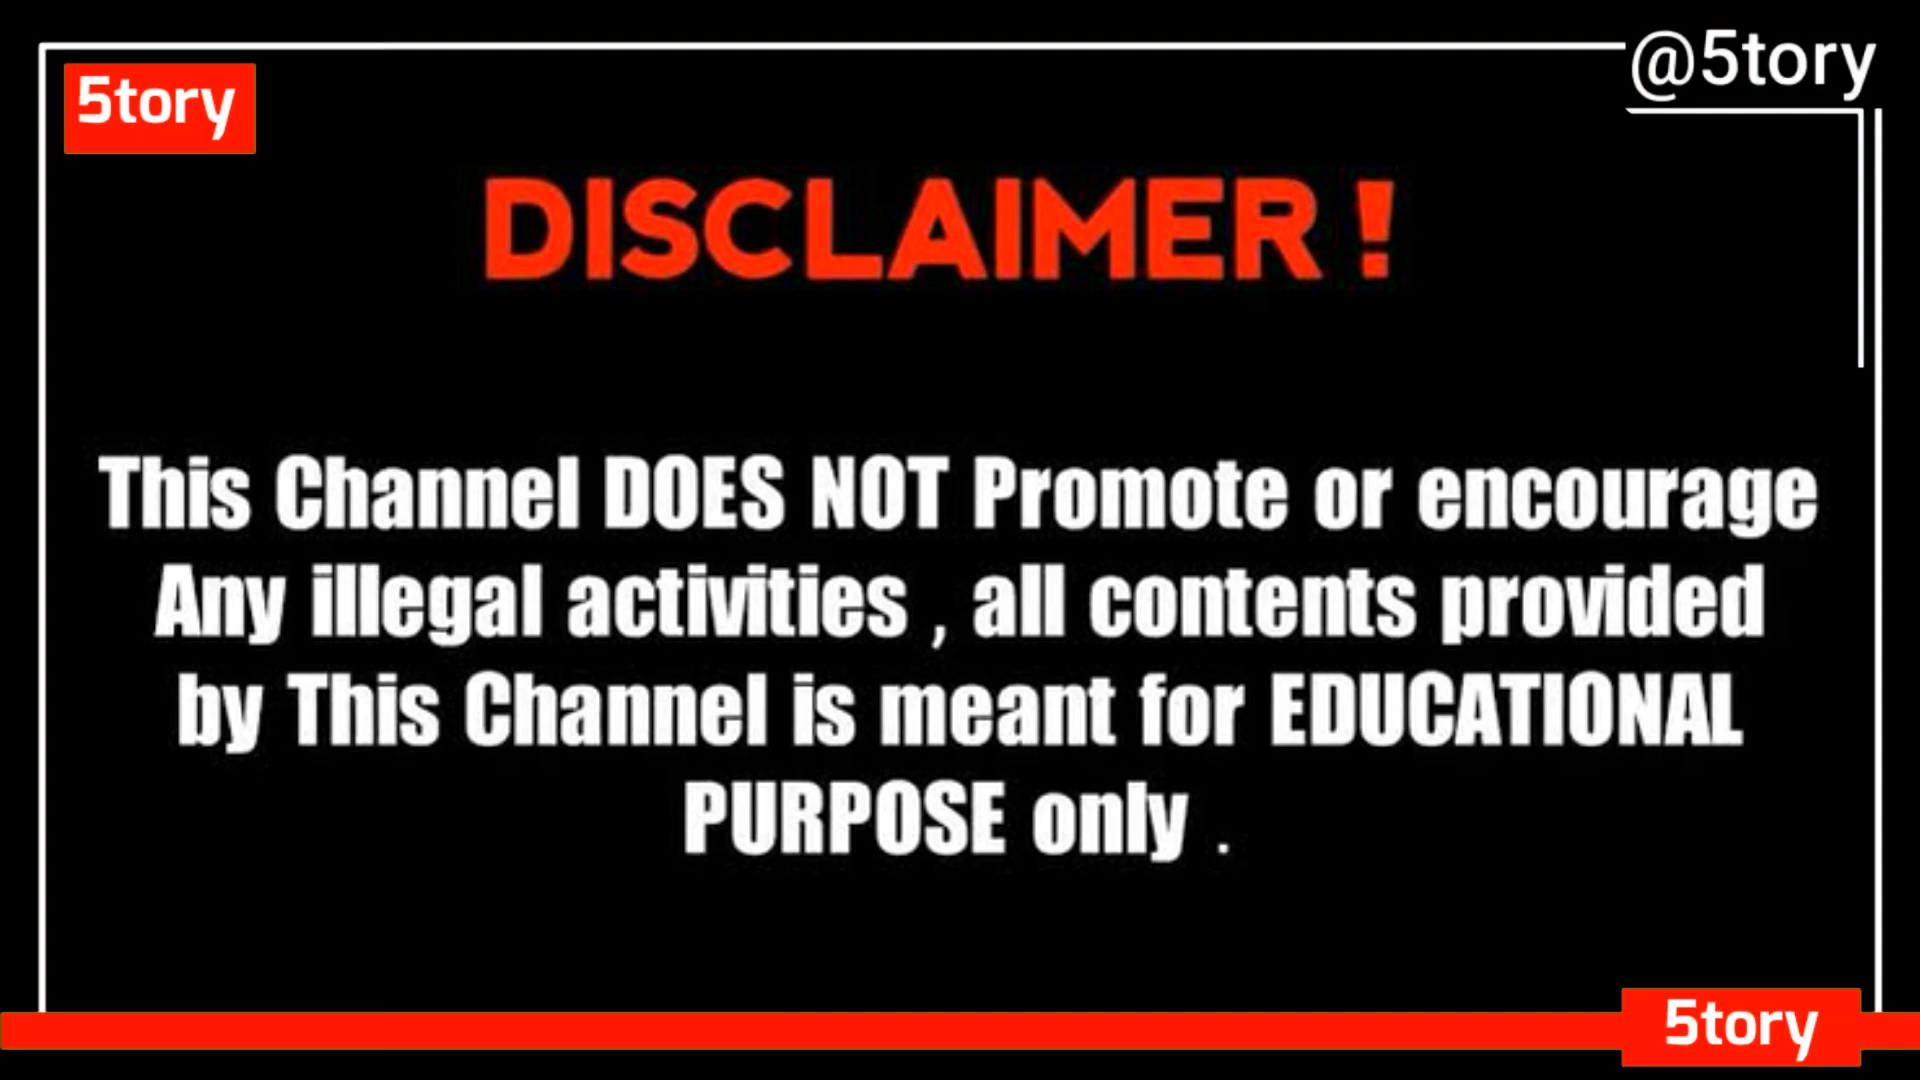 @5tory
5tory
DISCLAIMER !
This Channel DOES NOT Promote or encourage
Any illegal activities , all contents provided
by This Channel is meant for EDUCATIONAL
PURPOSE only .
5tory